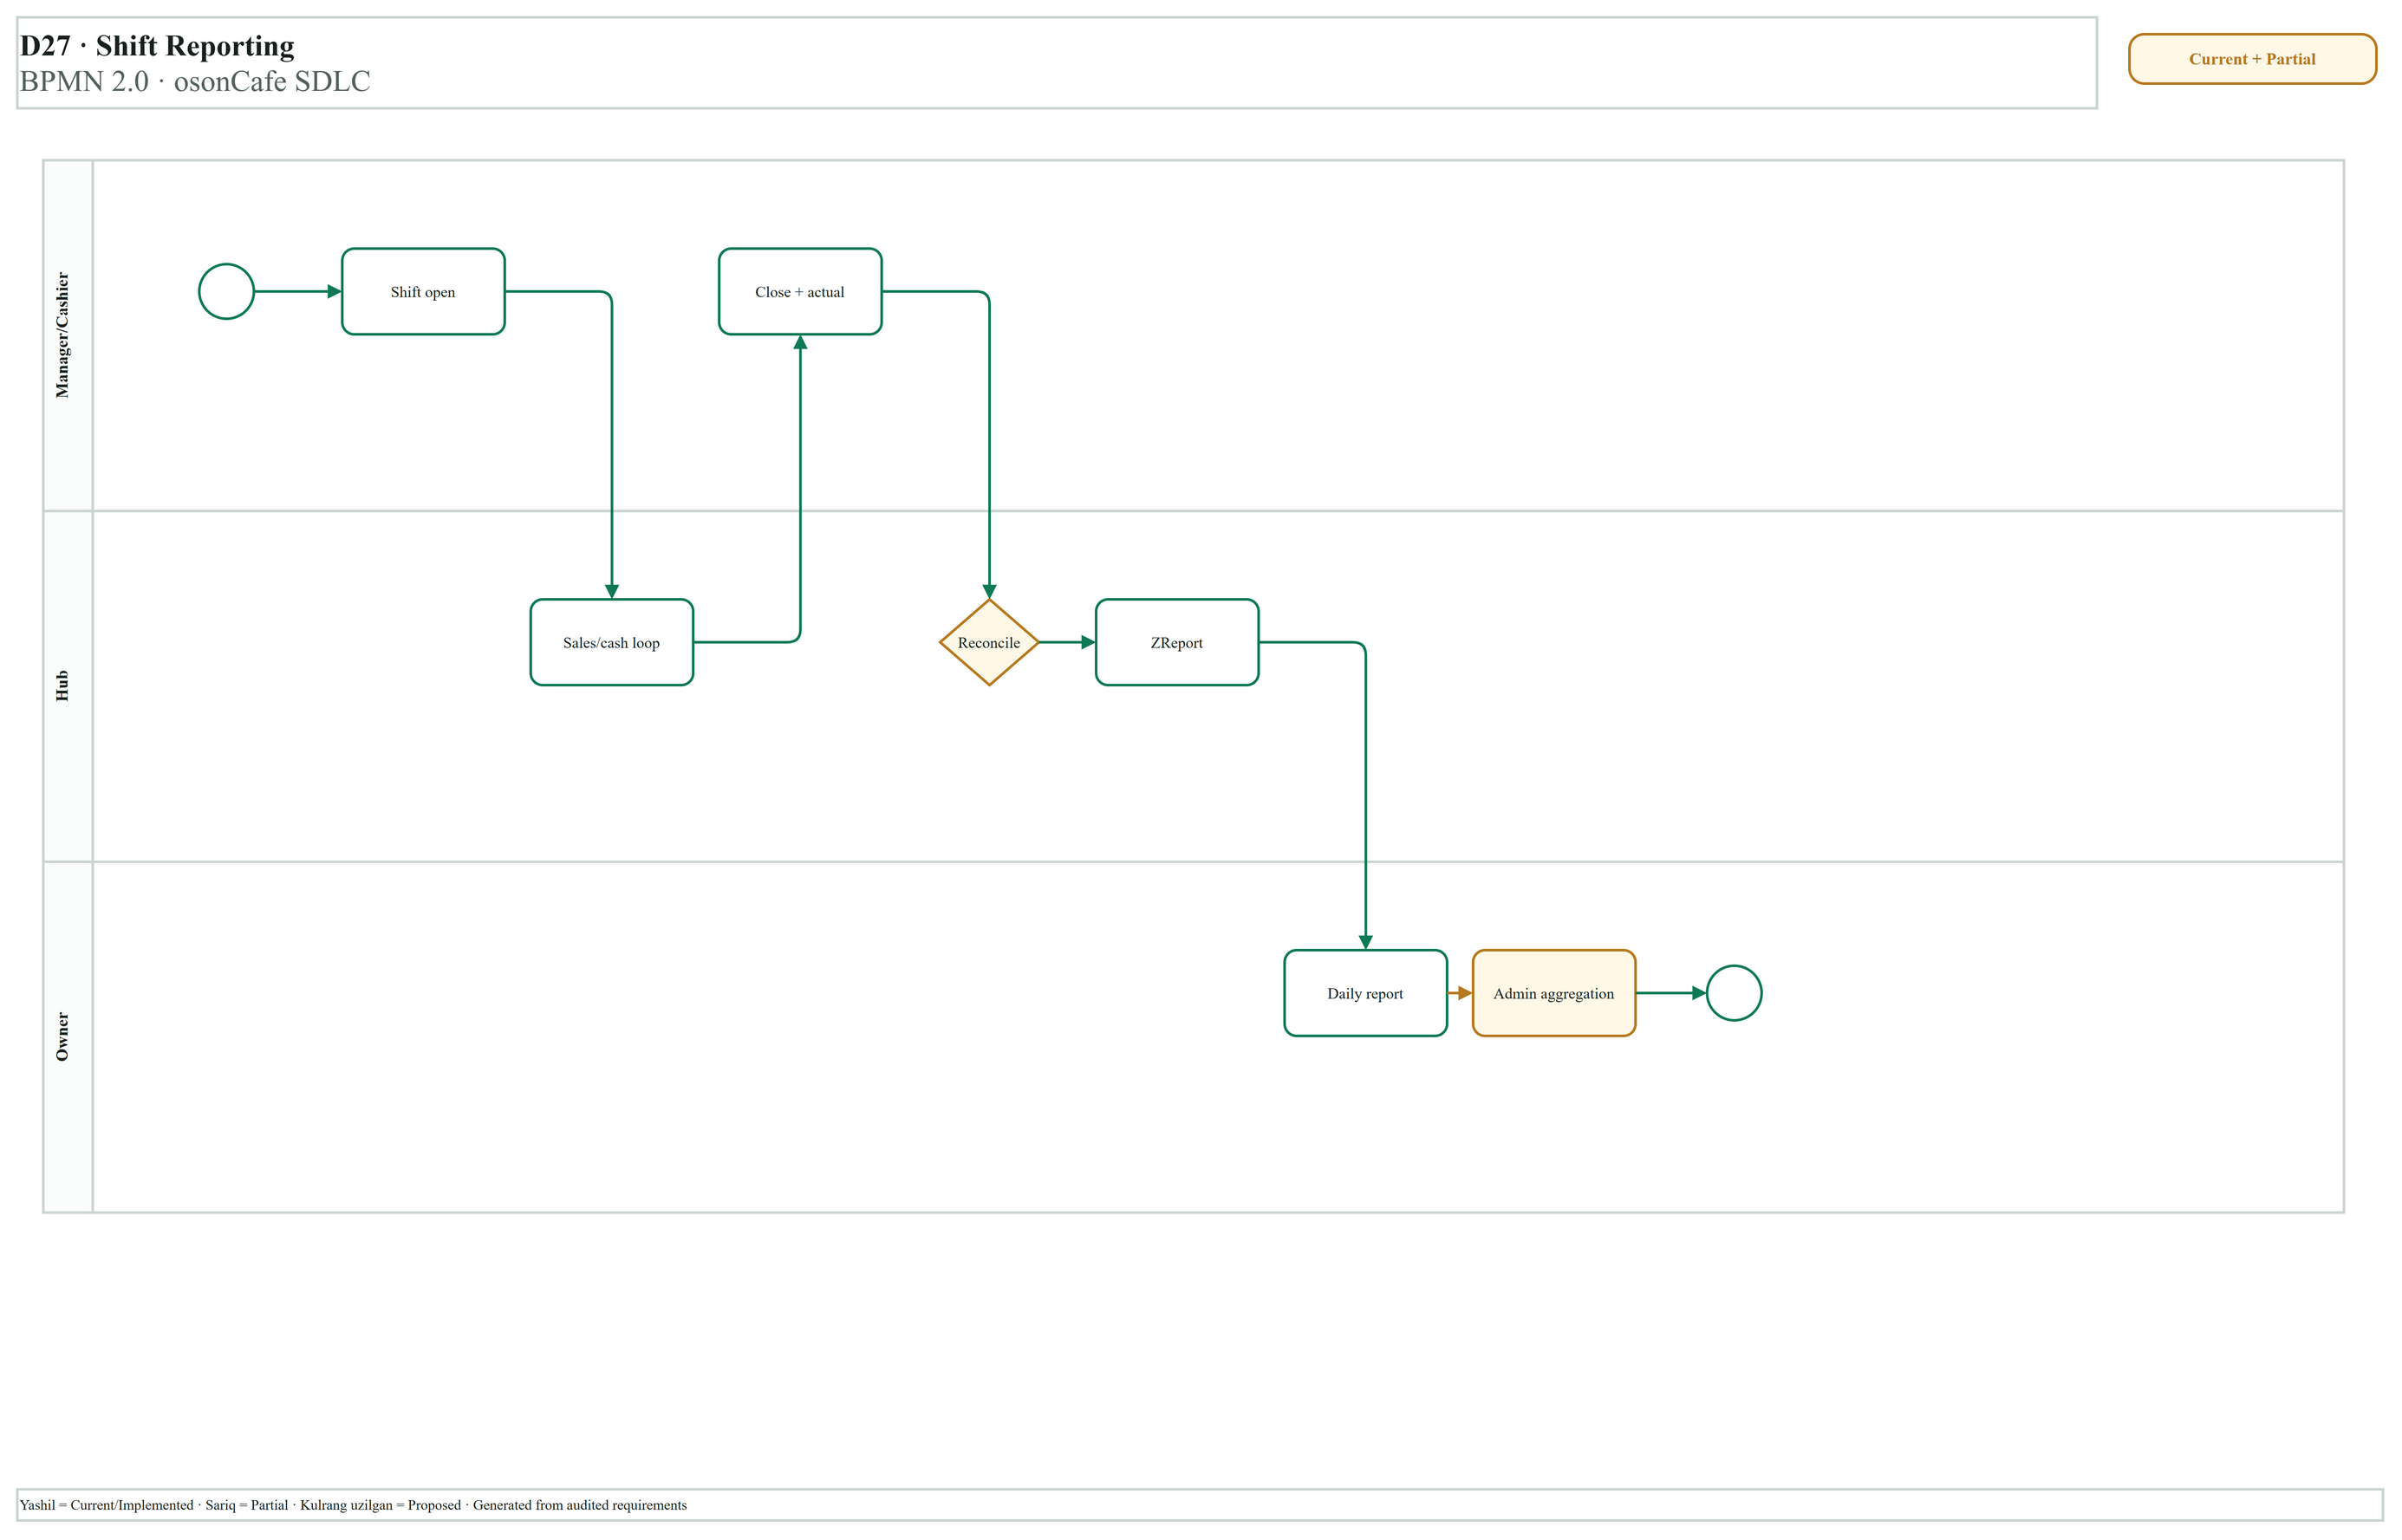 D27 · Shift Reporting
BPMN 2.0 · osonCafe SDLC
Current + Partial
Manager/Cashier
Shift open
Close + actual
Hub
Sales/cash loop
Reconcile
ZReport
Owner
Daily report
Admin aggregation
Yashil = Current/Implemented · Sariq = Partial · Kulrang uzilgan = Proposed · Generated from audited requirements